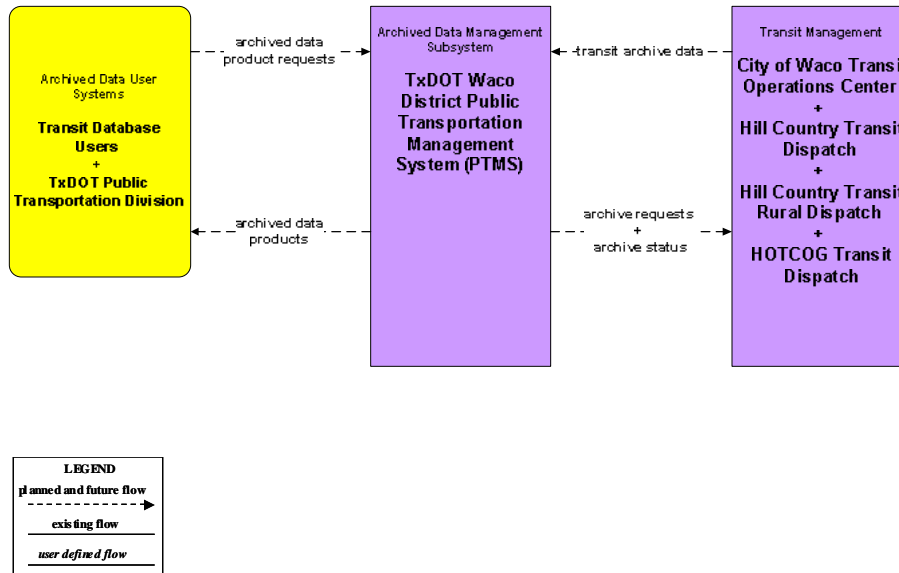 Archived Data User
Systems
Transit Database
Users
+
TxDOT Public
Transportation Division
archived data
product requests
archived data
products
Archived Data Management
Subsystem
TxDOT Waco
District Public
Transportation
Management
System (PTMS)
transit archive data
archive requests
+
archive status
Transit Management
City of Waco Transi
Operations Center
+
Hill Country Transit
Dispatch
+
Hill Country Transit
Rural Dispatch
+
HOTCOG Transit
Dispatch
LEGEND
planned and future flow
existing flow
user defined flow